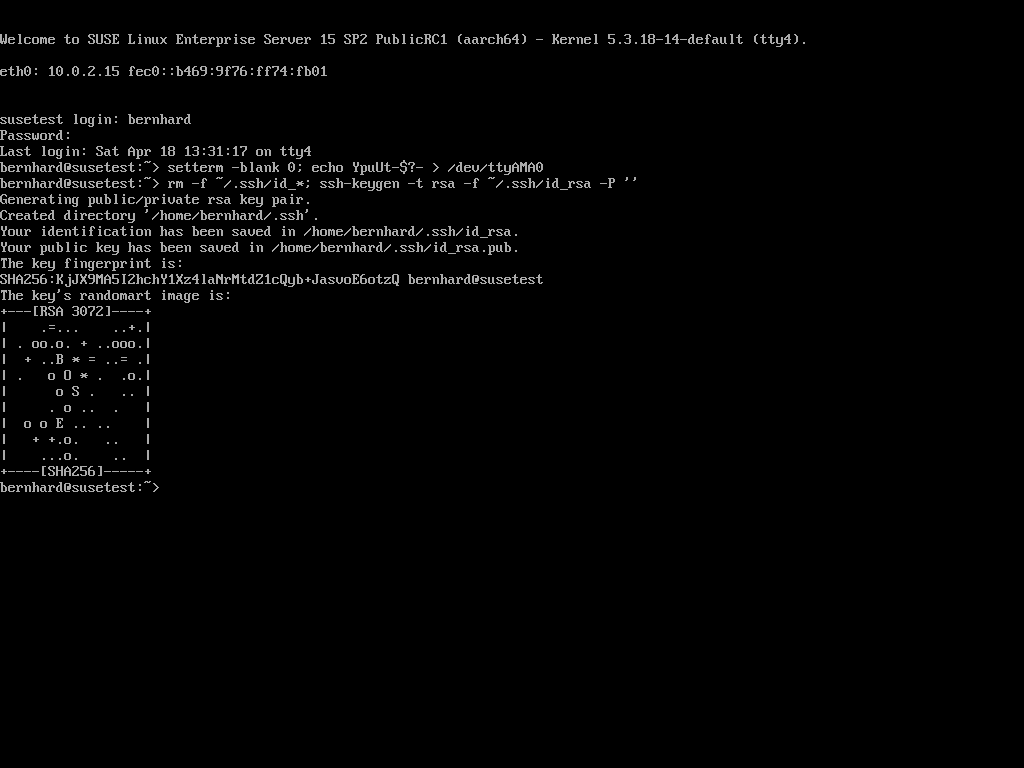 Welcome to SUSE Linux Enterprise Server 15 SP2 PublicRC1 (aarch64) - Kernel 5.3.18-14-default (tty4).
eth0: 10.0.2.15 fec0::b469:9f76:ff74:fb01
susetest login: bernhard
Password:
Last login: Sat Apr 18 13:31:17 on tty4
bernhard@susetest:~> setterm -blank 0; echo YpuUt-$?- > /dev/ttyAMA0
bernhard@susetest:~> rm -f ~/.ssh/id_*; ssh-keygen -t rsa -f ~/.ssh/id_rsa -P ''
Generating public/private rsa key pair.
Created directory '/home/bernhard/.ssh'.
Your identification has been saved in /home/bernhard/.ssh/id_rsa.
Your public key has been saved in /home/bernhard/.ssh/id_rsa.pub.
The key fingerprint is:
SHA256:KjJX9MA5I2hchY1Xz4laNrMtdZ1cQyb+JasvoE6otzQ bernhard@susetest
The key's randomart image is:
+---[RSA 3072]----+
|    .=...    ..+.|
| . oo.o. + ..ooo.|
|  + ..B * = ..= .|
| .   o O * .  .o.|
|      o S .   .. |
|     . o ..  .   |
|  o o E .. ..    |
|   + +.o.   ..   |
|    ...o.    ..  |
+----[SHA256]-----+
bernhard@susetest:~>